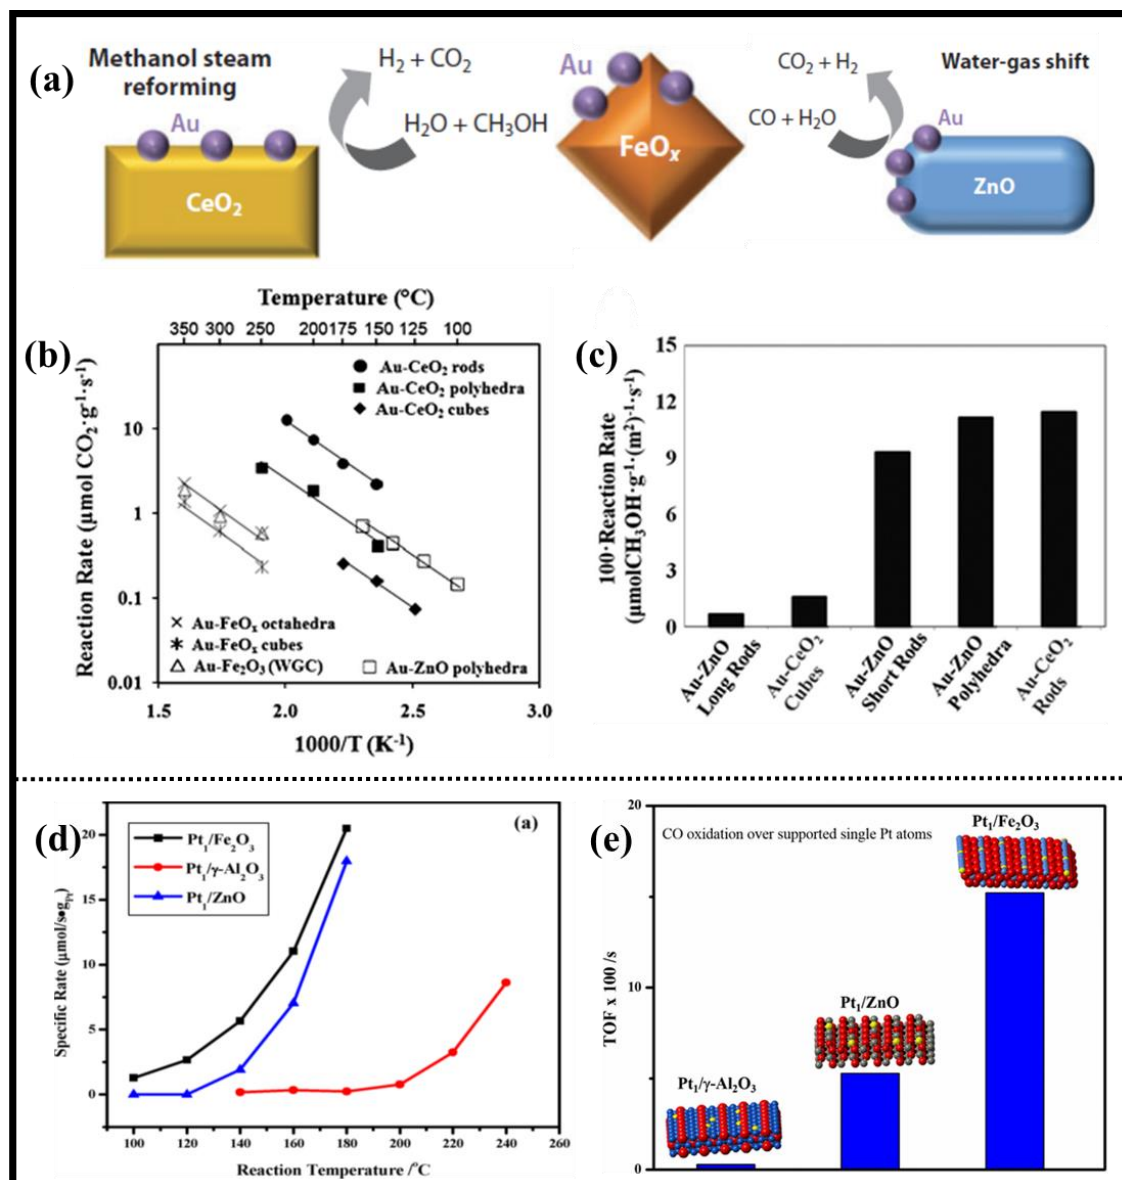 (a)
Methanol steam
reforming
Au
CeO₂
H₂ + CO₂
H₂O + CH₃OH
Au
FeOₓ
CO₂ + H₂
CO + H₂O
Water-gas shift
Au
ZnO
(b)
Temperature (°C)
350 300 250 200 175 150 125 100
Reaction Rate (μmol CO₂·g⁻¹·s⁻¹)
10
1
0.1
0.01
Au-CeO₂ rods
Au-CeO₂ polyhedra
Au-CeO₂ cubes
Au-FeOₓ octahedra
Au-FeOₓ cubes
Au-Fe₂O₃ (WGC)
Au-ZnO polyhedra
1.5 2.0 2.5 3.0
1000/T (K⁻¹)
(c)
100·Reaction Rate
(μmolCH₃OH·g⁻¹·(m²)⁻¹·s⁻¹)
15
12
9
6
3
0
Au-ZnO
Long Rods
Au-CeO₂
Cubes
Au-ZnO
Short Rods
Au-ZnO
Polyhedra
Au-CeO₂
Rods
(d)
(a)
Pt₁/Fe₂O₃
Pt₁/γ-Al₂O₃
Pt₁/ZnO
Specific Rate (μmol/s•gPt)
20
15
10
5
0
100 120 140 160 180 200 220 240 260
Reaction Temperature /°C
(e)
CO oxidation over supported single Pt atoms
TOF x 100 /s
20
10
0
Pt₁/γ-Al₂O₃
Pt₁/ZnO
Pt₁/Fe₂O₃